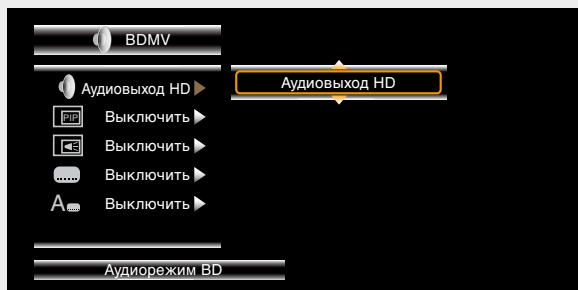 BDMV
Аудиовыход HD
Аудиовыход HD
PIP
Выключить
Выключить
Выключить
A
Выключить
Аудиорежим BD